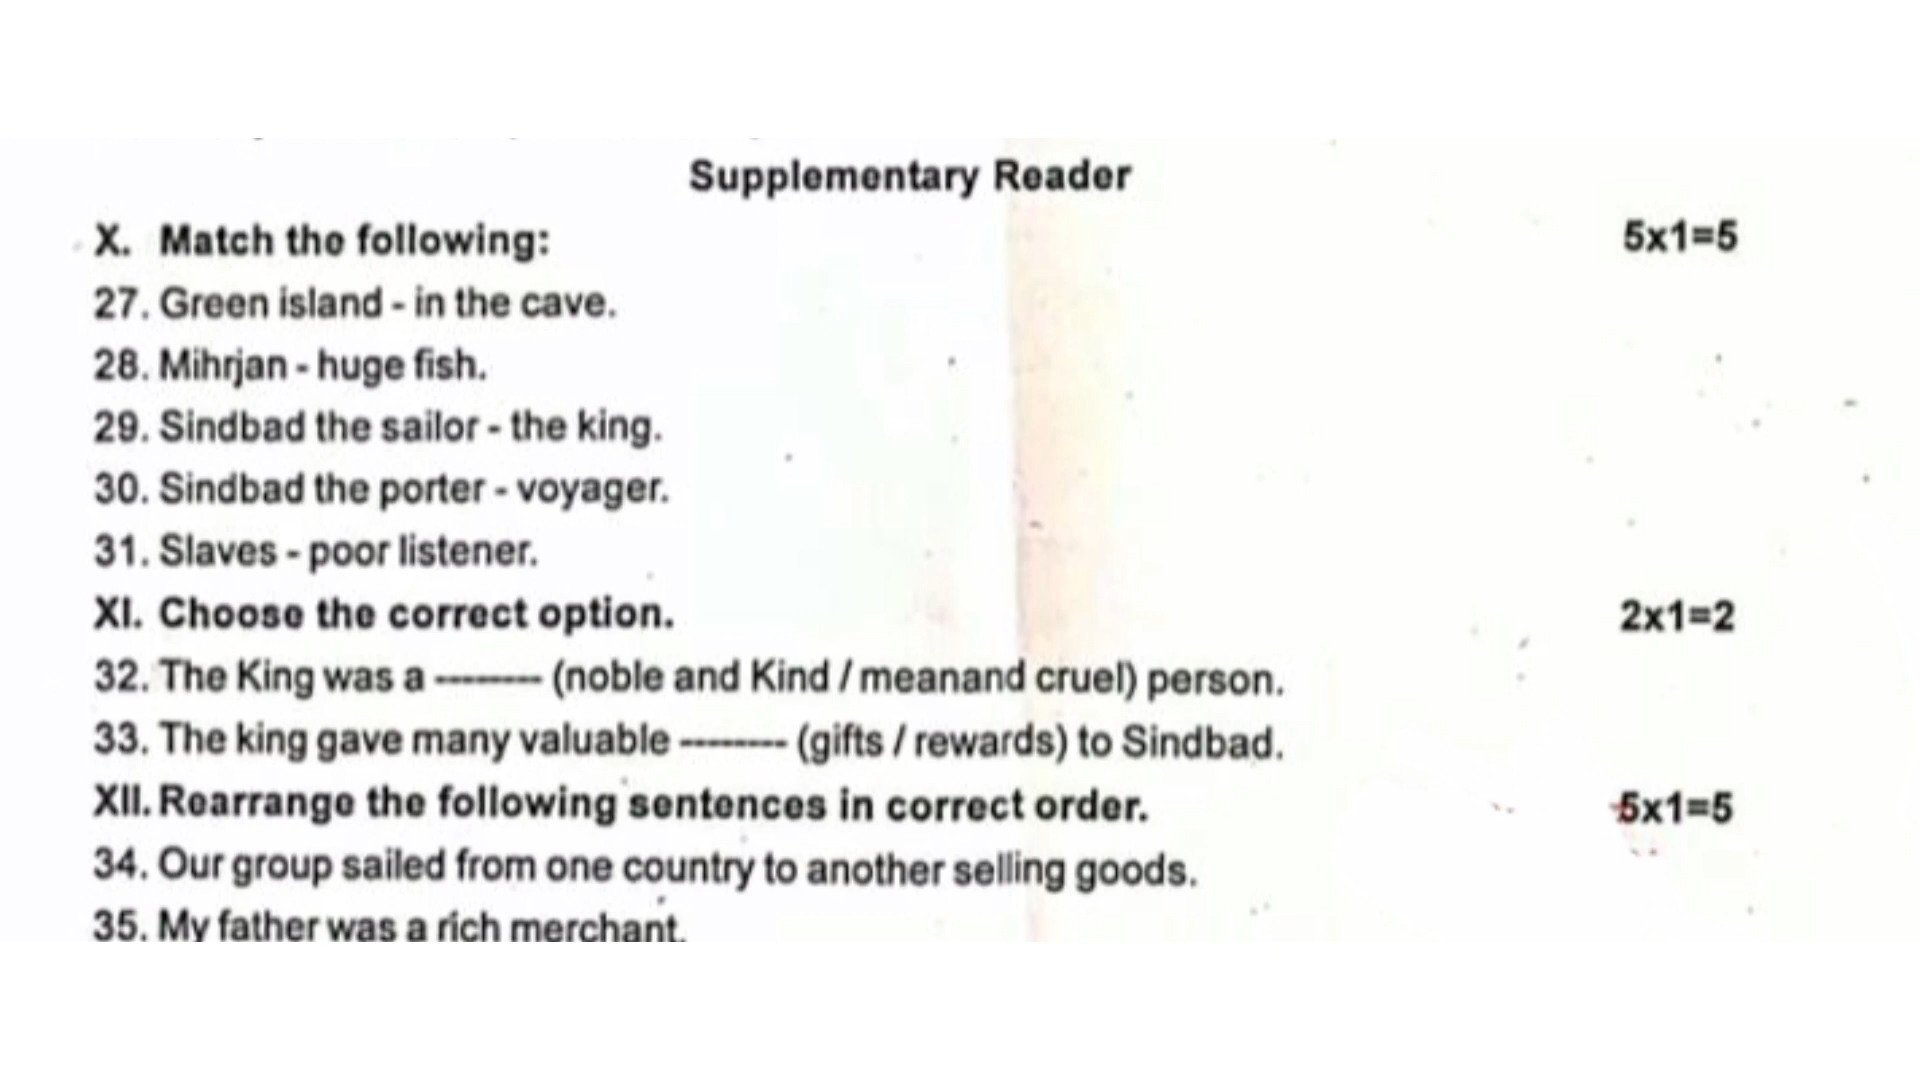 Supplementary Reader
X. Match the following: 5x1=5
27. Green island - in the cave.
28. Mihrjan - huge fish.
29. Sindbad the sailor - the king.
30. Sindbad the porter - voyager.
31. Slaves - poor listener.
XI. Choose the correct option. 2x1=2
32. The King was a -------- (noble and Kind / meanand cruel) person.
33. The king gave many valuable -------- (gifts / rewards) to Sindbad.
XII. Rearrange the following sentences in correct order. 5x1=5
34. Our group sailed from one country to another selling goods.
35. My father was a rich merchant.